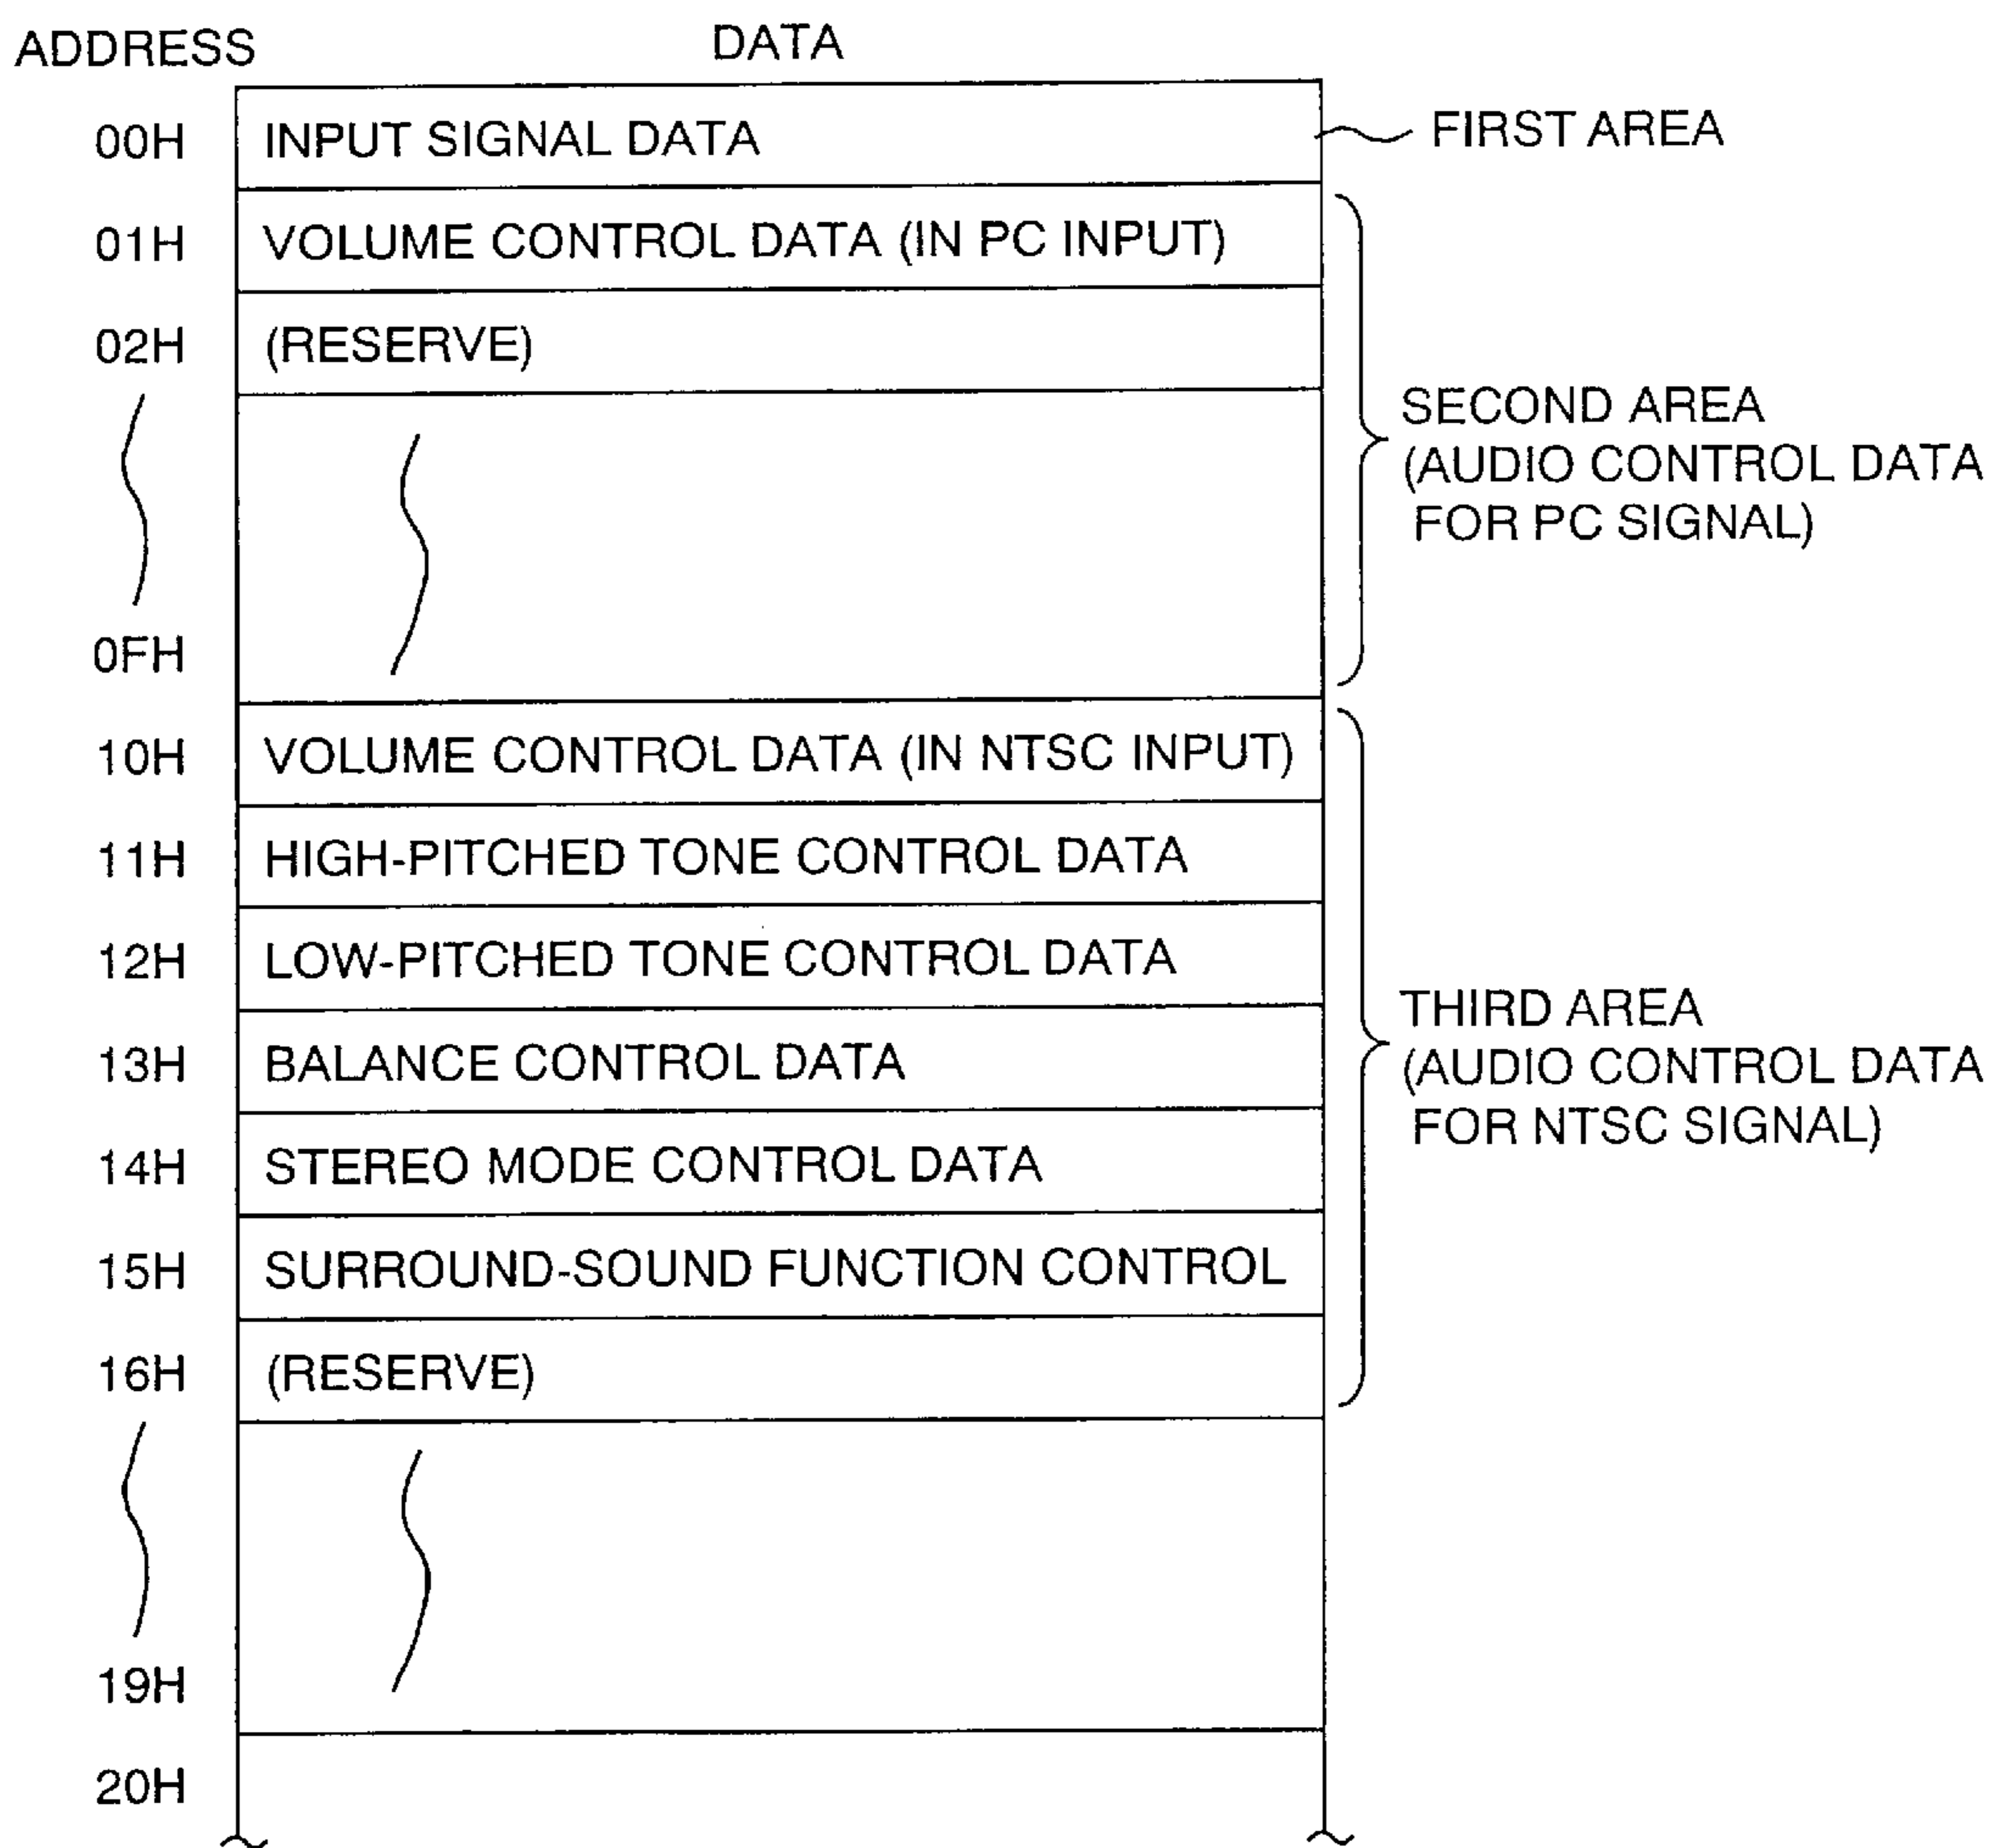 ADDRESS DATA
00H INPUT SIGNAL DATA FIRST AREA
01H VOLUME CONTROL DATA (IN PC INPUT)
02H (RESERVE)
SECOND AREA
(AUDIO CONTROL DATA
FOR PC SIGNAL)
0FH
10H VOLUME CONTROL DATA (IN NTSC INPUT)
11H HIGH-PITCHED TONE CONTROL DATA
12H LOW-PITCHED TONE CONTROL DATA
THIRD AREA
13H BALANCE CONTROL DATA (AUDIO CONTROL DATA
FOR NTSC SIGNAL)
14H STEREO MODE CONTROL DATA
15H SURROUND-SOUND FUNCTION CONTROL
16H (RESERVE)
19H
20H